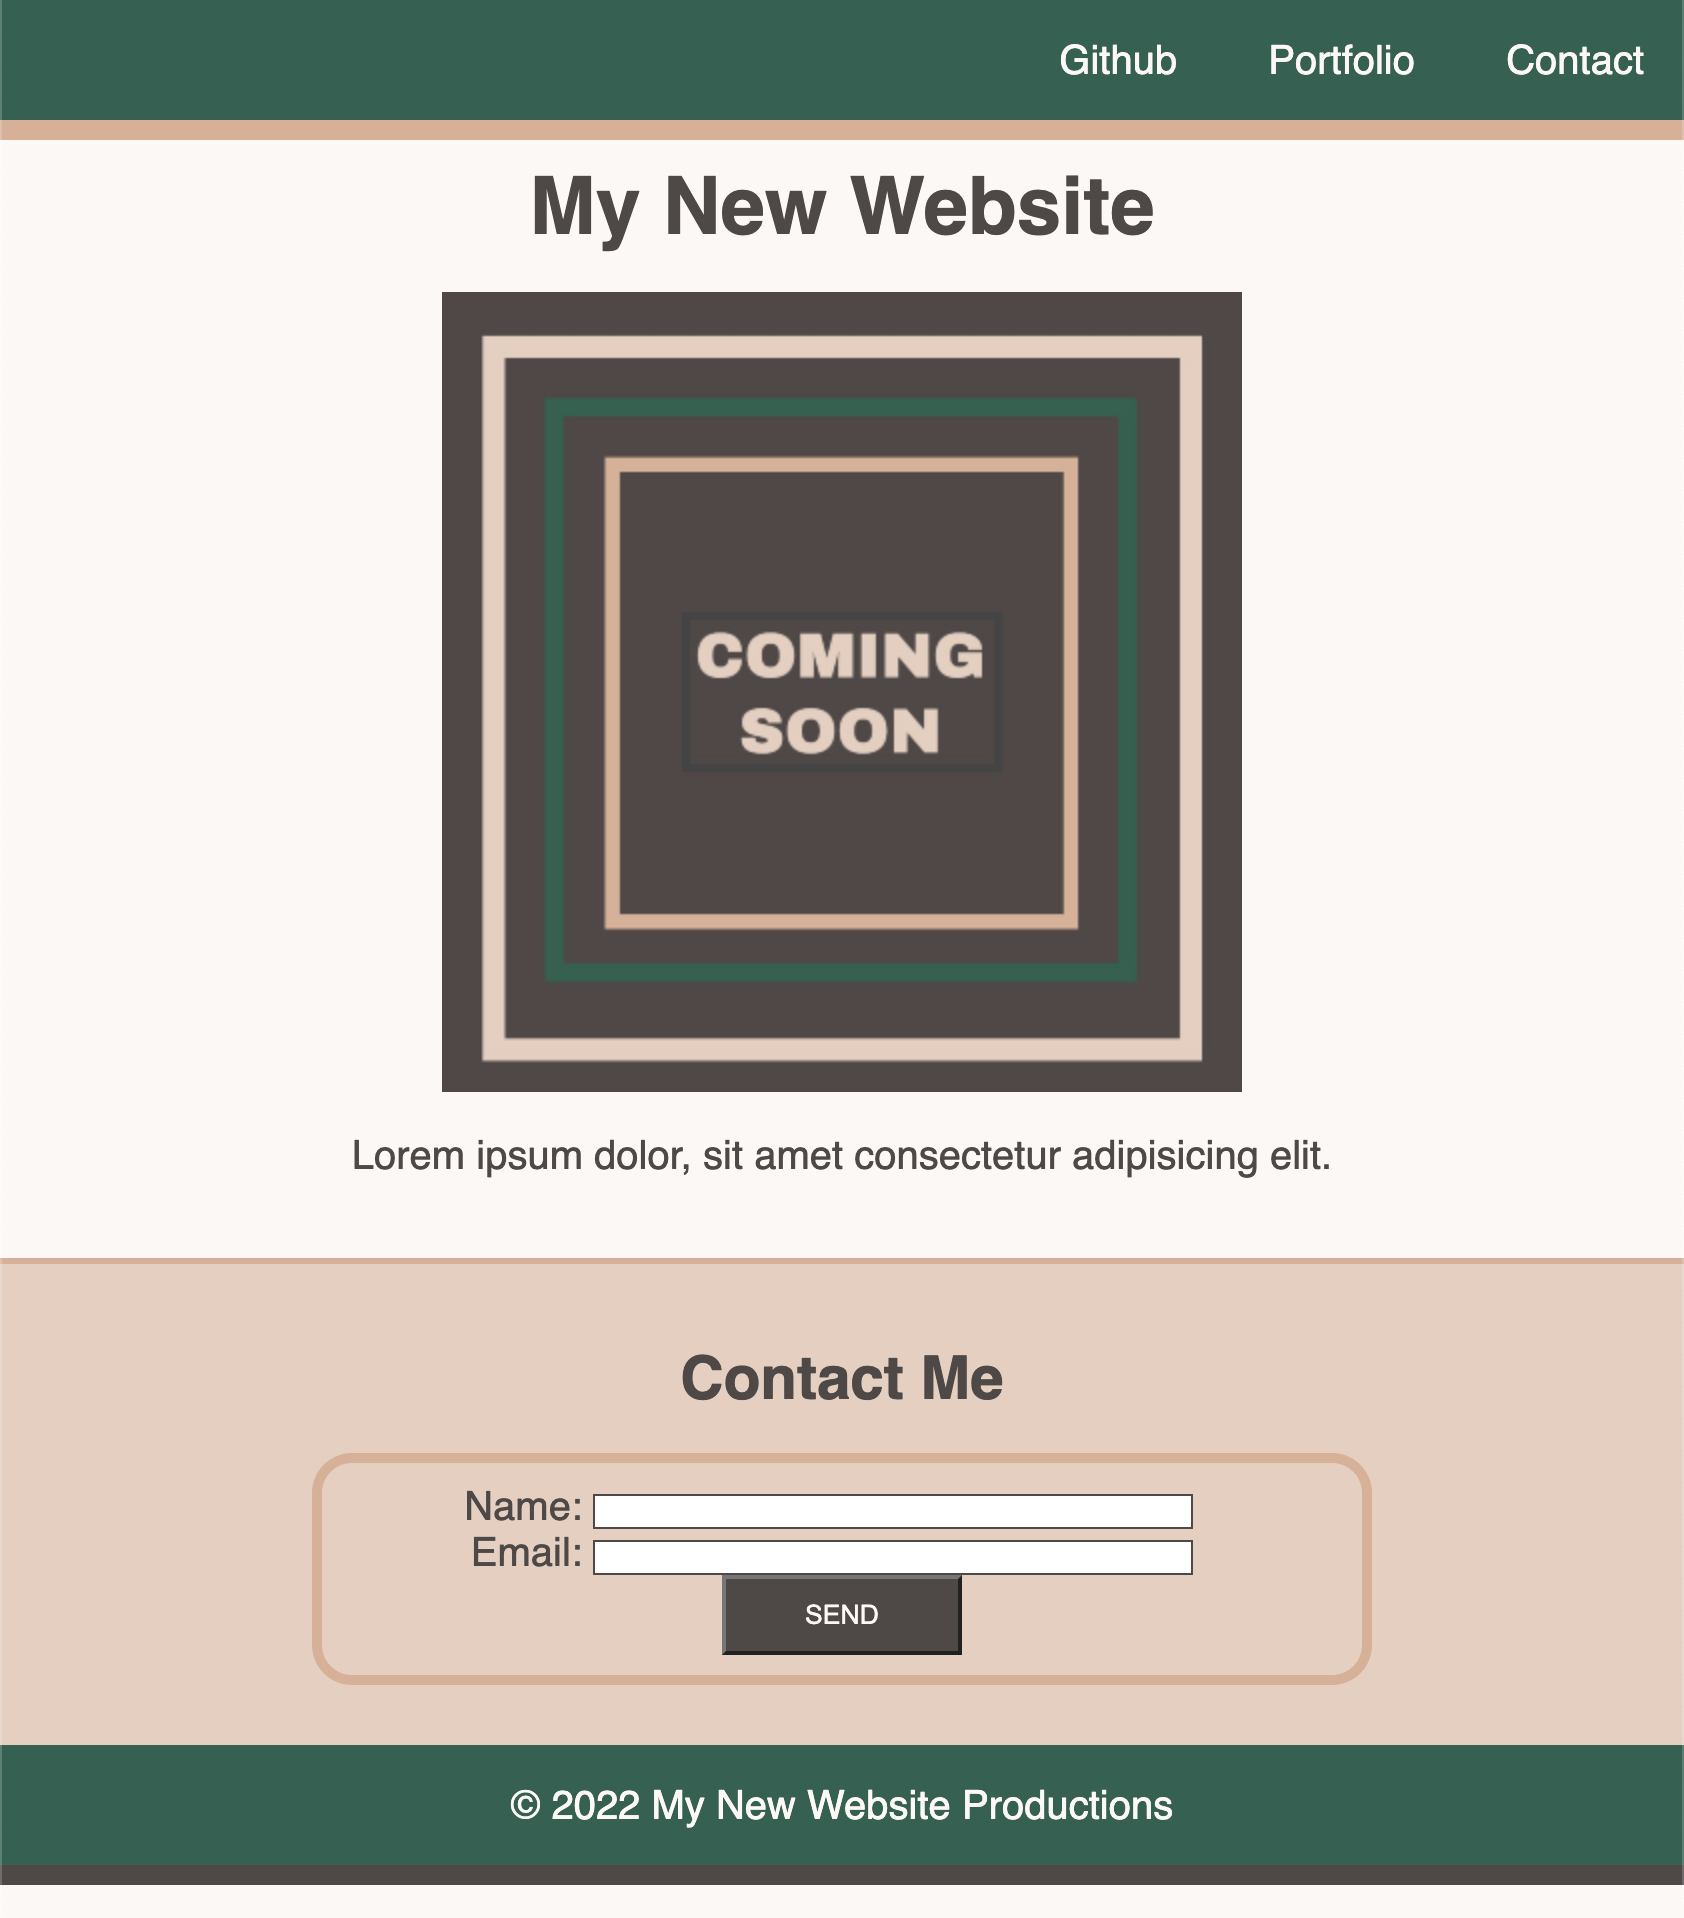 Github Portfolio Contact
My New Website
COMING
SOON
Lorem ipsum dolor, sit amet consectetur adipisicing elit.
Contact Me
Name:
Email:
SEND
© 2022 My New Website Productions